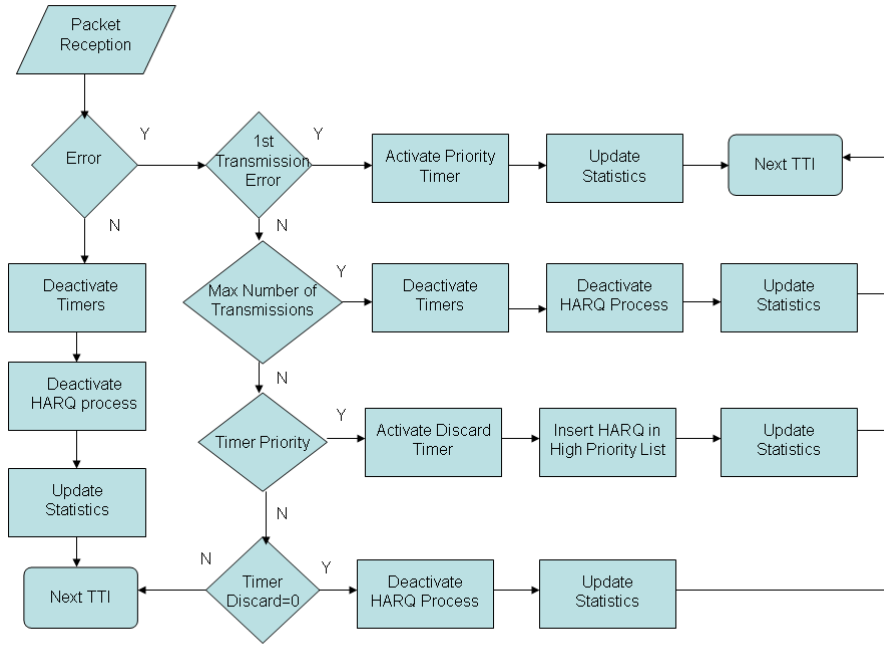 Packet
Reception
Error
Y
1st
Transmission
Error
Y
Activate Priority
Timer
Update
Statistics
Next TTI
N
N
Deactivate
Timers
Max Number of
Transmissions
Y
Deactivate
Timers
Deactivate
HARQ Process
Update
Statistics
Deactivate
HARQ process
N
Timer Priority
Y
Activate Discard
Timer
Insert HARQ in
High Priority List
Update
Statistics
Update
Statistics
N
Next TTI
N
Timer
Discard=0
Y
Deactivate
HARQ Process
Update
Statistics